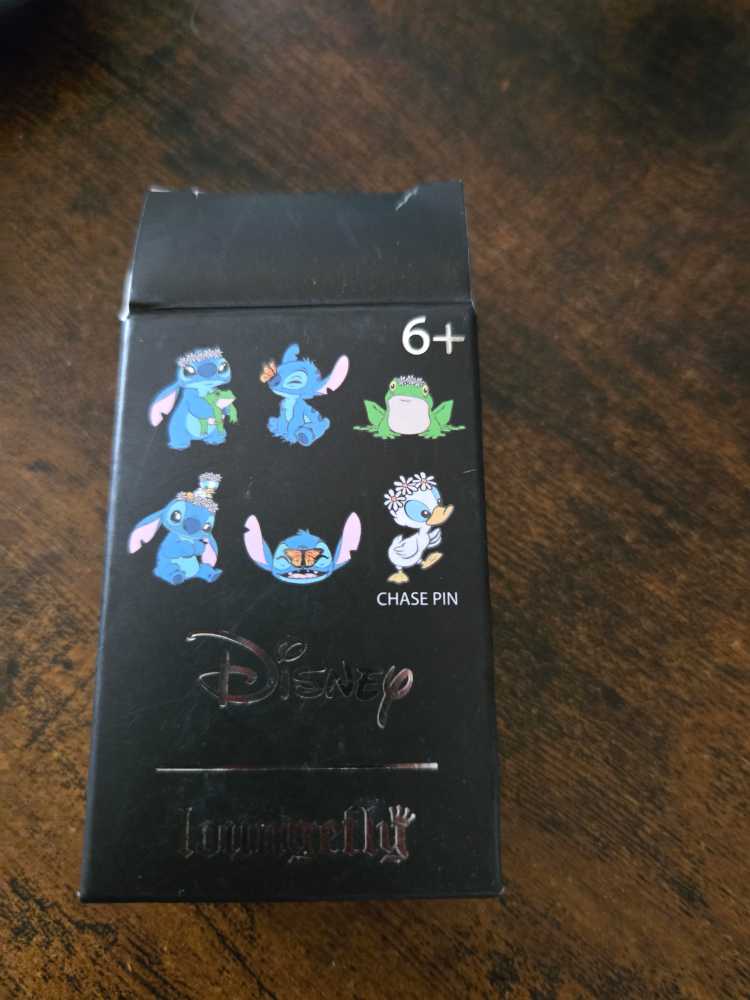 6+
CHASE PIN
Disney
loungefly